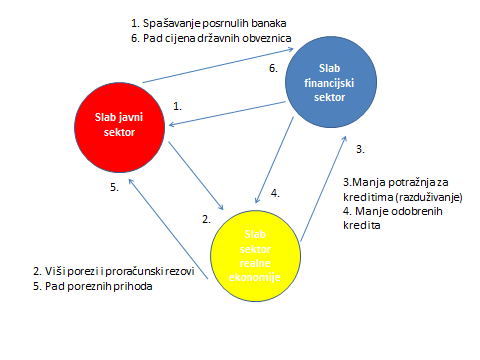 1. Spašavanje posrnulih banaka
6. Pad cijena državnih obveznica
6.
Slab
financijski
sektor
Slab javni
sektor
1.
3.
3.Manja potražnja za
kreditima (razduživanje)
4. Manje odobrenih
kredita
5.
4.
2.
Slab
sektor
realne
ekonomije
2. Viši porezi i proračunski rezovi
5. Pad poreznih prihoda